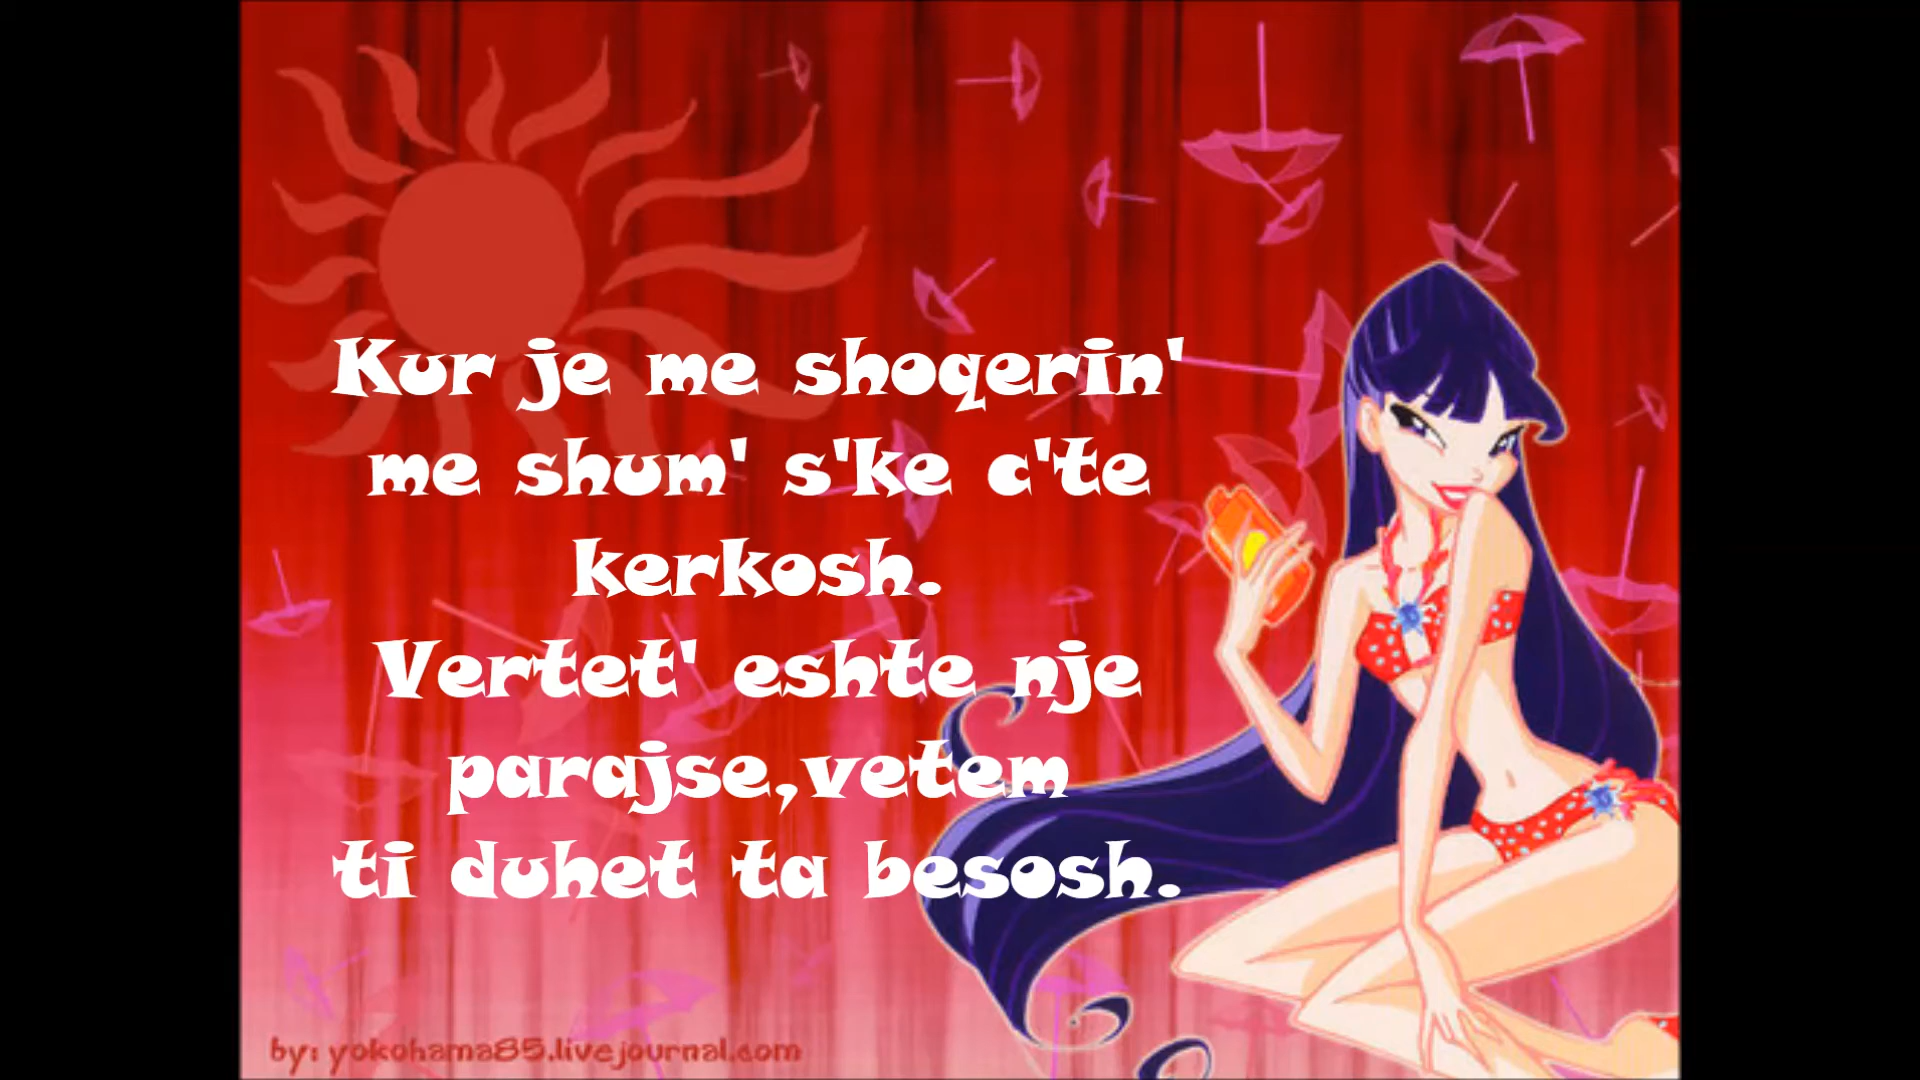 Kur je me shoqerin'
me shum' s'ke c'te
kerkosh.
Vertet' eshte nje
parajse,vetem
ti duhet ta besosh.
by: yokohama85.livejournal.com